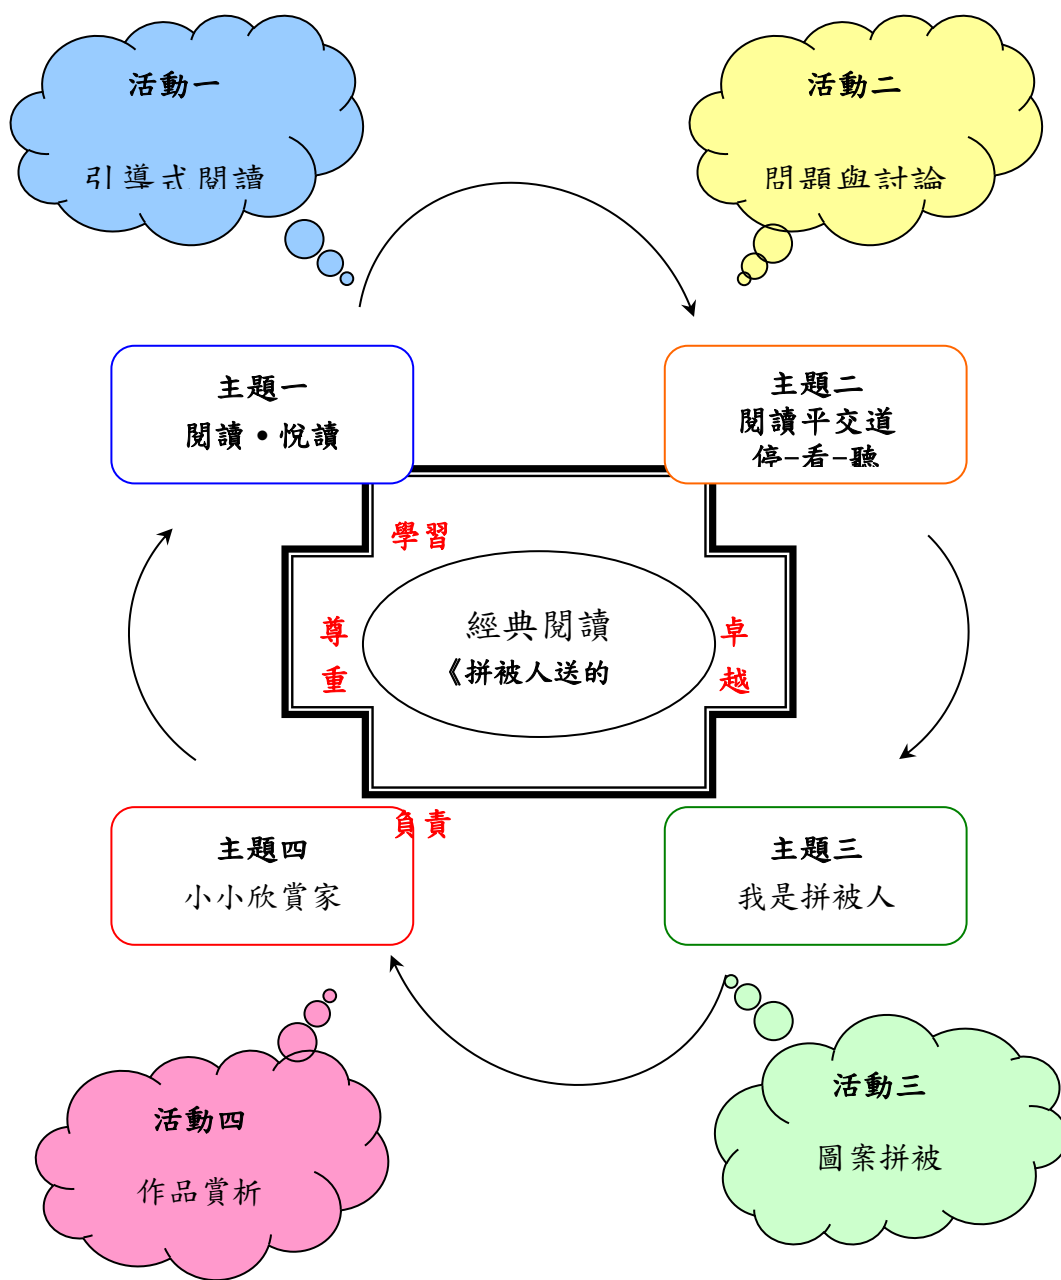 活動一
引導式閱讀
活動二
問題與討論
主題一
閱讀•悅讀
主題二
閱讀平交道
停-看-聽
學習
尊
重
經典閱讀
《拼被人送的
卓
越
負責
主題四
小小欣賞家
主題三
我是拼被人
活動四
作品賞析
活動三
圖案拼被